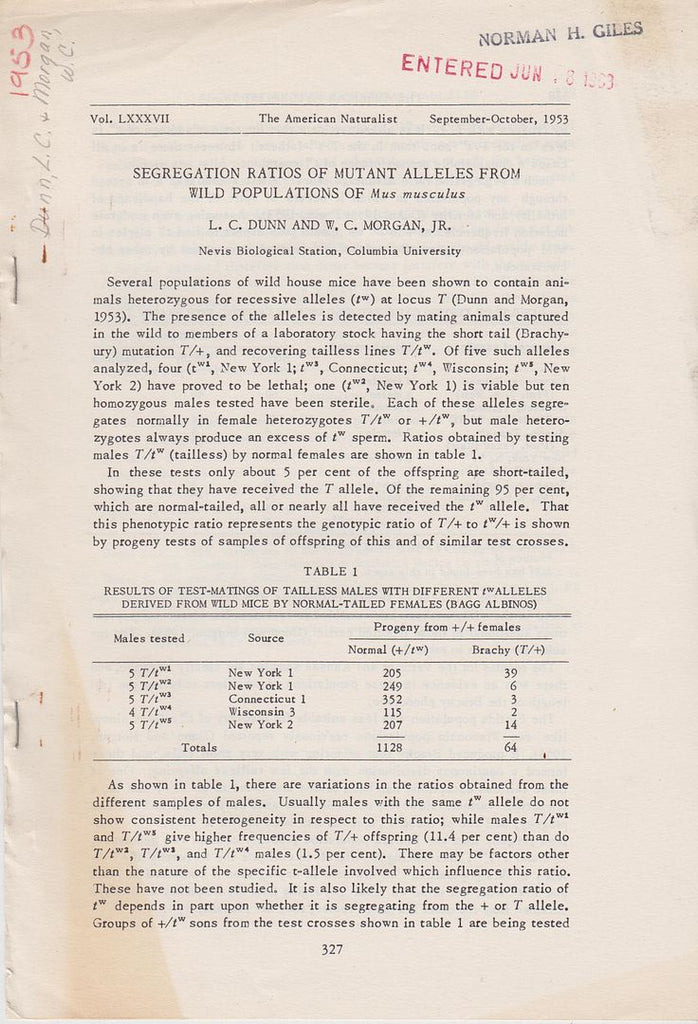 1953
Dunn, L.C. & Morgan,
W.C.
NORMAN H. GILES
ENTERED JUN 8 1963
Vol. LXXXVII The American Naturalist September-October, 1953
SEGREGATION RATIOS OF MUTANT ALLELES FROM
WILD POPULATIONS OF Mus musculus
L. C. DUNN AND W. C. MORGAN, JR.
Nevis Biological Station, Columbia University
Several populations of wild house mice have been shown to contain ani-
mals heterozygous for recessive alleles (tʷ) at locus T (Dunn and Morgan,
1953). The presence of the alleles is detected by mating animals captured
in the wild to members of a laboratory stock having the short tail (Brachy-
ury) mutation T/+, and recovering tailless lines T/tʷ. Of five such alleles
analyzed, four (tʷ¹, New York 1; tʷ³, Connecticut; tʷ⁴, Wisconsin; tʷ⁵, New
York 2) have proved to be lethal; one (tʷ², New York 1) is viable but ten
homozygous males tested have been sterile. Each of these alleles segre-
gates normally in female heterozygotes T/tʷ or +/tʷ, but male hetero-
zygotes always produce an excess of tʷ sperm. Ratios obtained by testing
males T/tʷ (tailless) by normal females are shown in table 1.
In these tests only about 5 per cent of the offspring are short-tailed,
showing that they have received the T allele. Of the remaining 95 per cent,
which are normal-tailed, all or nearly all have received the tʷ allele. That
this phenotypic ratio represents the genotypic ratio of T/+ to tʷ/+ is shown
by progeny tests of samples of offspring of this and of similar test crosses.
TABLE 1
RESULTS OF TEST-MATINGS OF TAILLESS MALES WITH DIFFERENT tʷALLELES
DERIVED FROM WILD MICE BY NORMAL-TAILED FEMALES (BAGG ALBINOS)
Males tested Source Progeny from +/+ females
Normal (+/tʷ) Brachy (T/+)
5 T/tʷ¹ New York 1 205 39
5 T/tʷ² New York 1 249 6
5 T/tʷ³ Connecticut 1 352 3
4 T/tʷ⁴ Wisconsin 3 115 2
5 T/tʷ⁵ New York 2 207 14
Totals 1128 64
As shown in table 1, there are variations in the ratios obtained from the
different samples of males. Usually males with the same tʷ allele do not
show consistent heterogeneity in respect to this ratio; while males T/tʷ¹
and T/tʷ⁵ give higher frequencies of T/+ offspring (11.4 per cent) than do
T/tʷ², T/tʷ³, and T/tʷ⁴ males (1.5 per cent). There may be factors other
than the nature of the specific t-allele involved which influence this ratio.
These have not been studied. It is also likely that the segregation ratio of
tʷ depends in part upon whether it is segregating from the + or T allele.
Groups of +/tʷ sons from the test crosses shown in table 1 are being tested
327